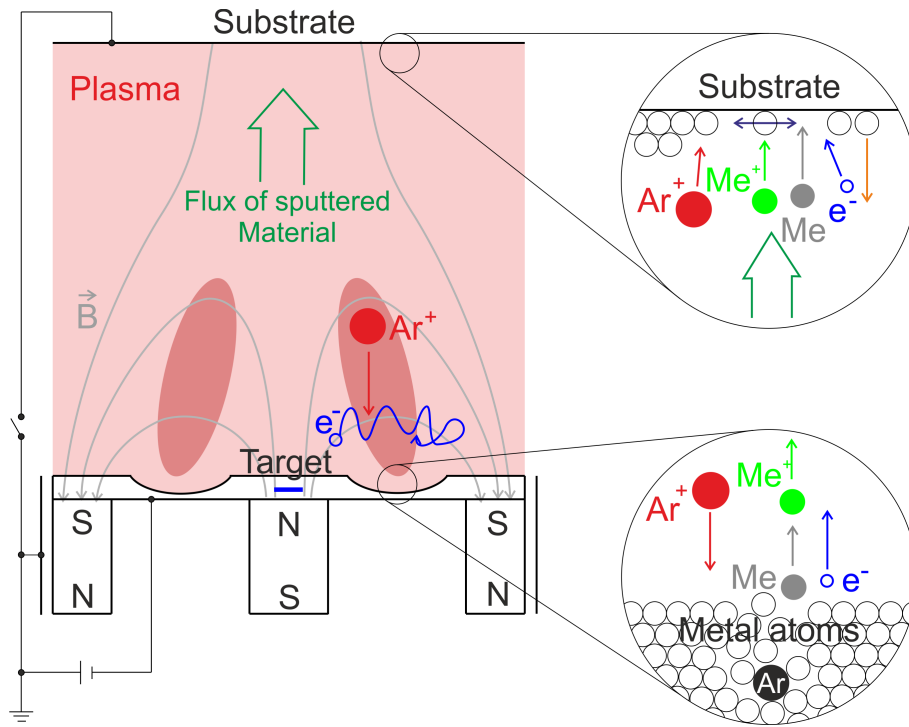 Substrate
Plasma
Flux of sputtered
Material
B
Ar+
e-
Target
S
N
S
N
S
N
Substrate
Ar+
Me+
Me
e-
Me+
Ar+
Me
e-
Metal atoms
Ar